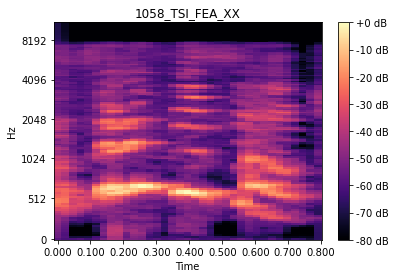 1058_TSI_FEA_XX
+0 dB
8192
-10 dB
4096
-20 dB
-30 dB
2048
Hz
-40 dB
1024
-50 dB
512
-60 dB
-70 dB
0
-80 dB
0.000 0.100 0.200 0.300 0.400 0.500 0.600 0.700 0.800
Time